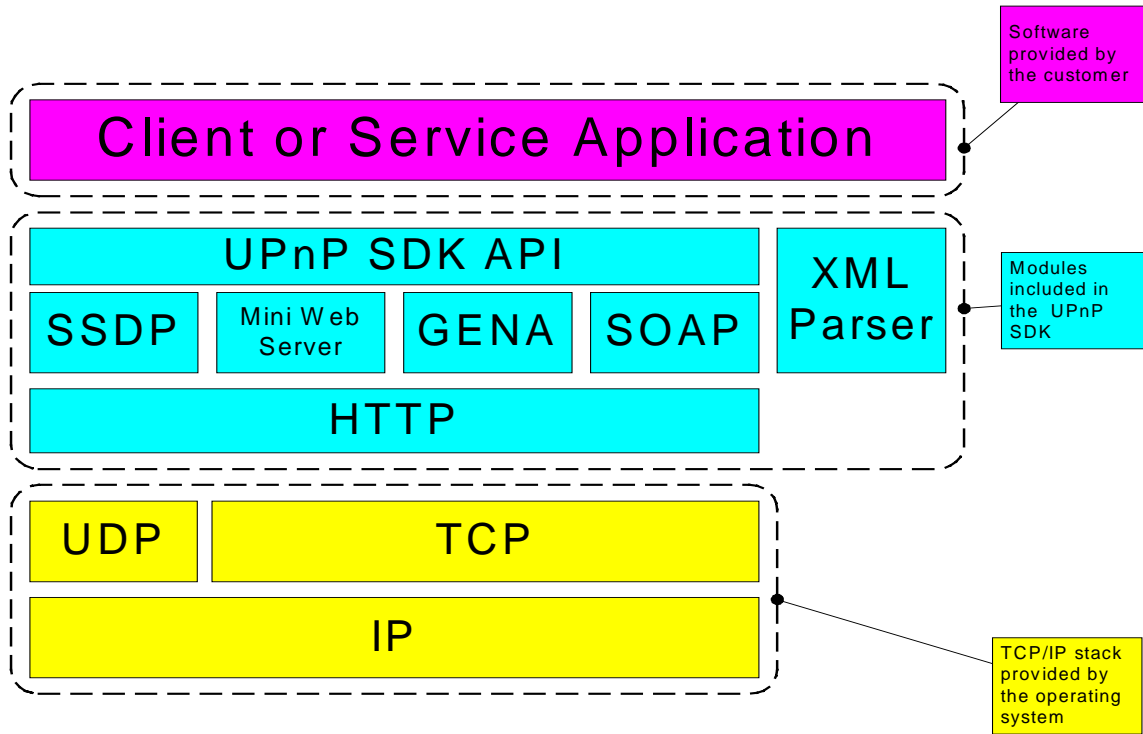 Software
provided by
the customer
Client or Service Application
UPnP SDK API
XML
Parser
SSDP
Mini Web
Server
GENA
SOAP
HTTP
Modules
included in
the UPnP
SDK
UDP
TCP
IP
TCP/IP stack
provided by
the operating
system